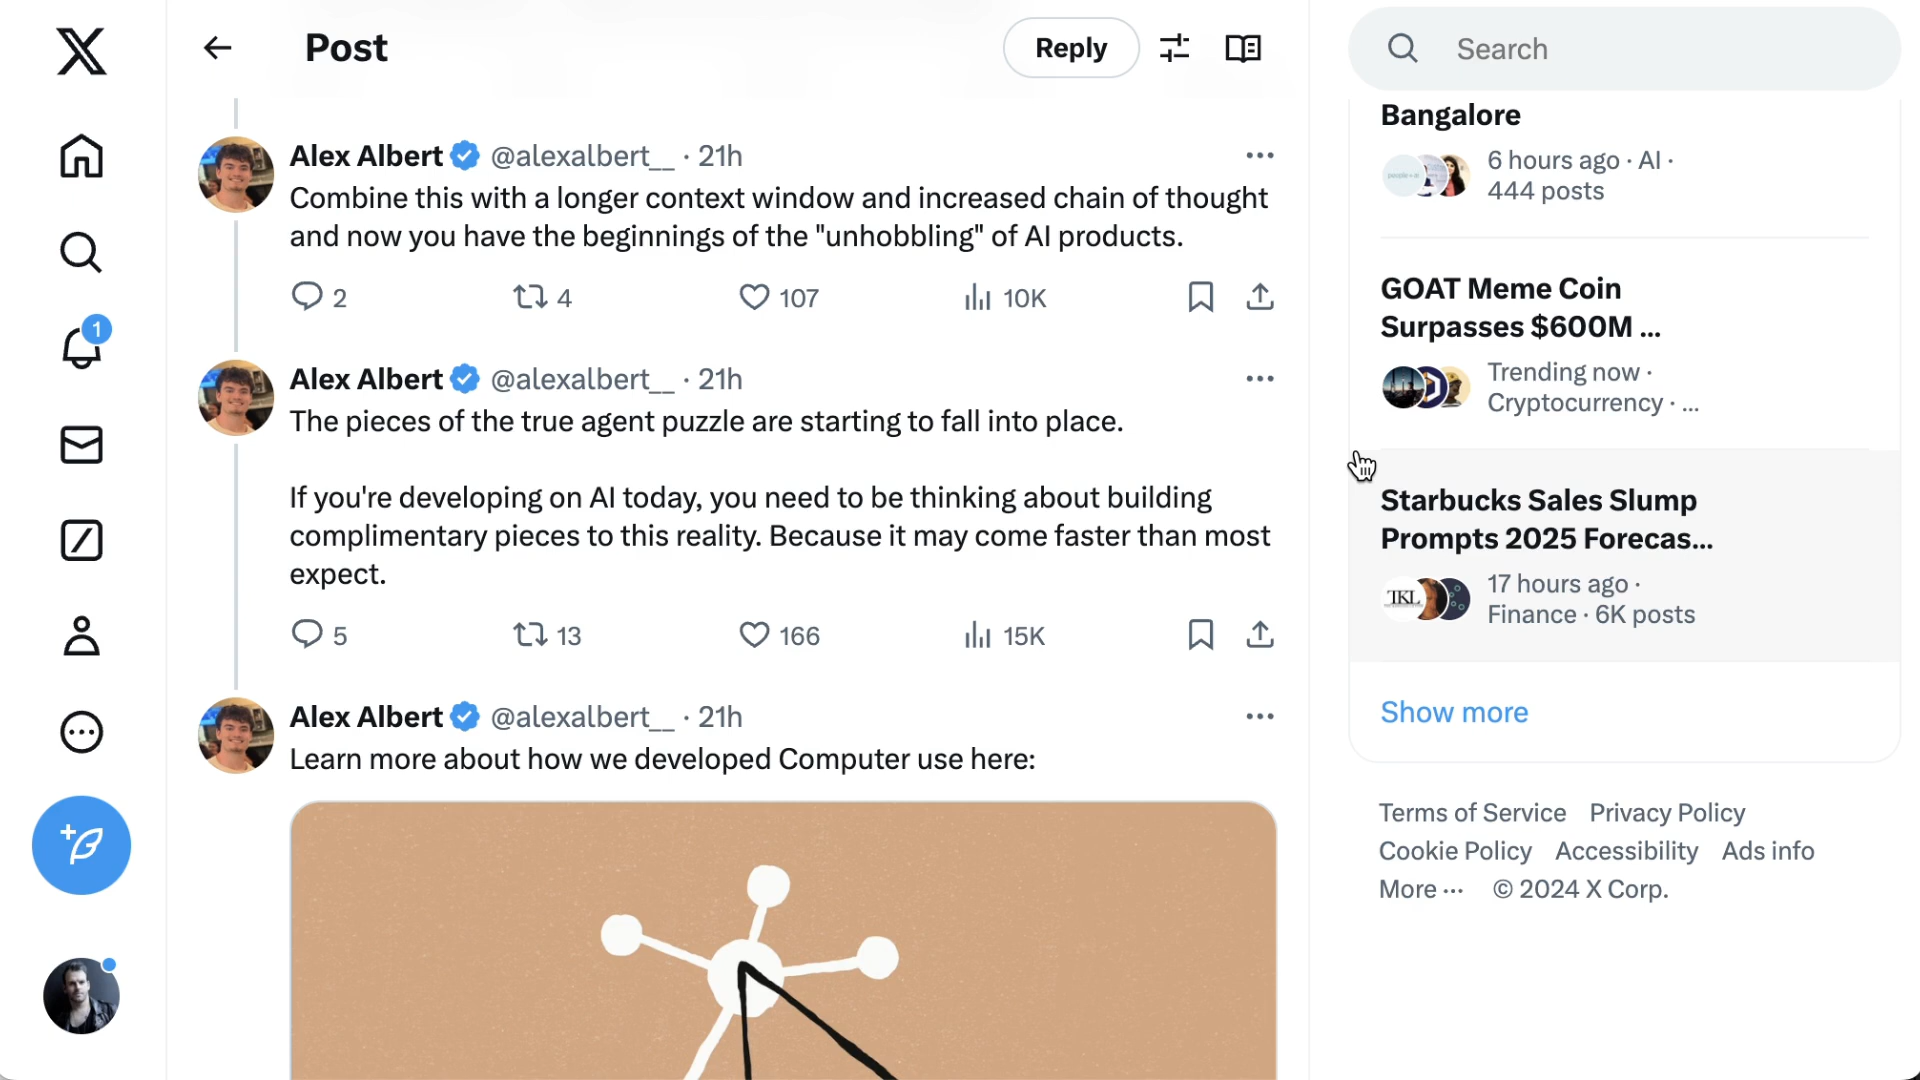 Post
Reply
Search
1
Alex Albert @alexalbert__ · 21h
Combine this with a longer context window and increased chain of thought
and now you have the beginnings of the "unhobbling" of AI products.
2
4
107
10K
Alex Albert @alexalbert__ · 21h
The pieces of the true agent puzzle are starting to fall into place.
If you're developing on AI today, you need to be thinking about building
complimentary pieces to this reality. Because it may come faster than most
expect.
5
13
166
15K
Alex Albert @alexalbert__ · 21h
Learn more about how we developed Computer use here:
Bangalore
6 hours ago · AI ·
444 posts
GOAT Meme Coin
Surpasses $600M ...
Trending now ·
Cryptocurrency · ...
Starbucks Sales Slump
Prompts 2025 Forecas...
TKL
17 hours ago ·
Finance · 6K posts
Show more
Terms of Service Privacy Policy
Cookie Policy Accessibility Ads info
More ··· © 2024 X Corp.